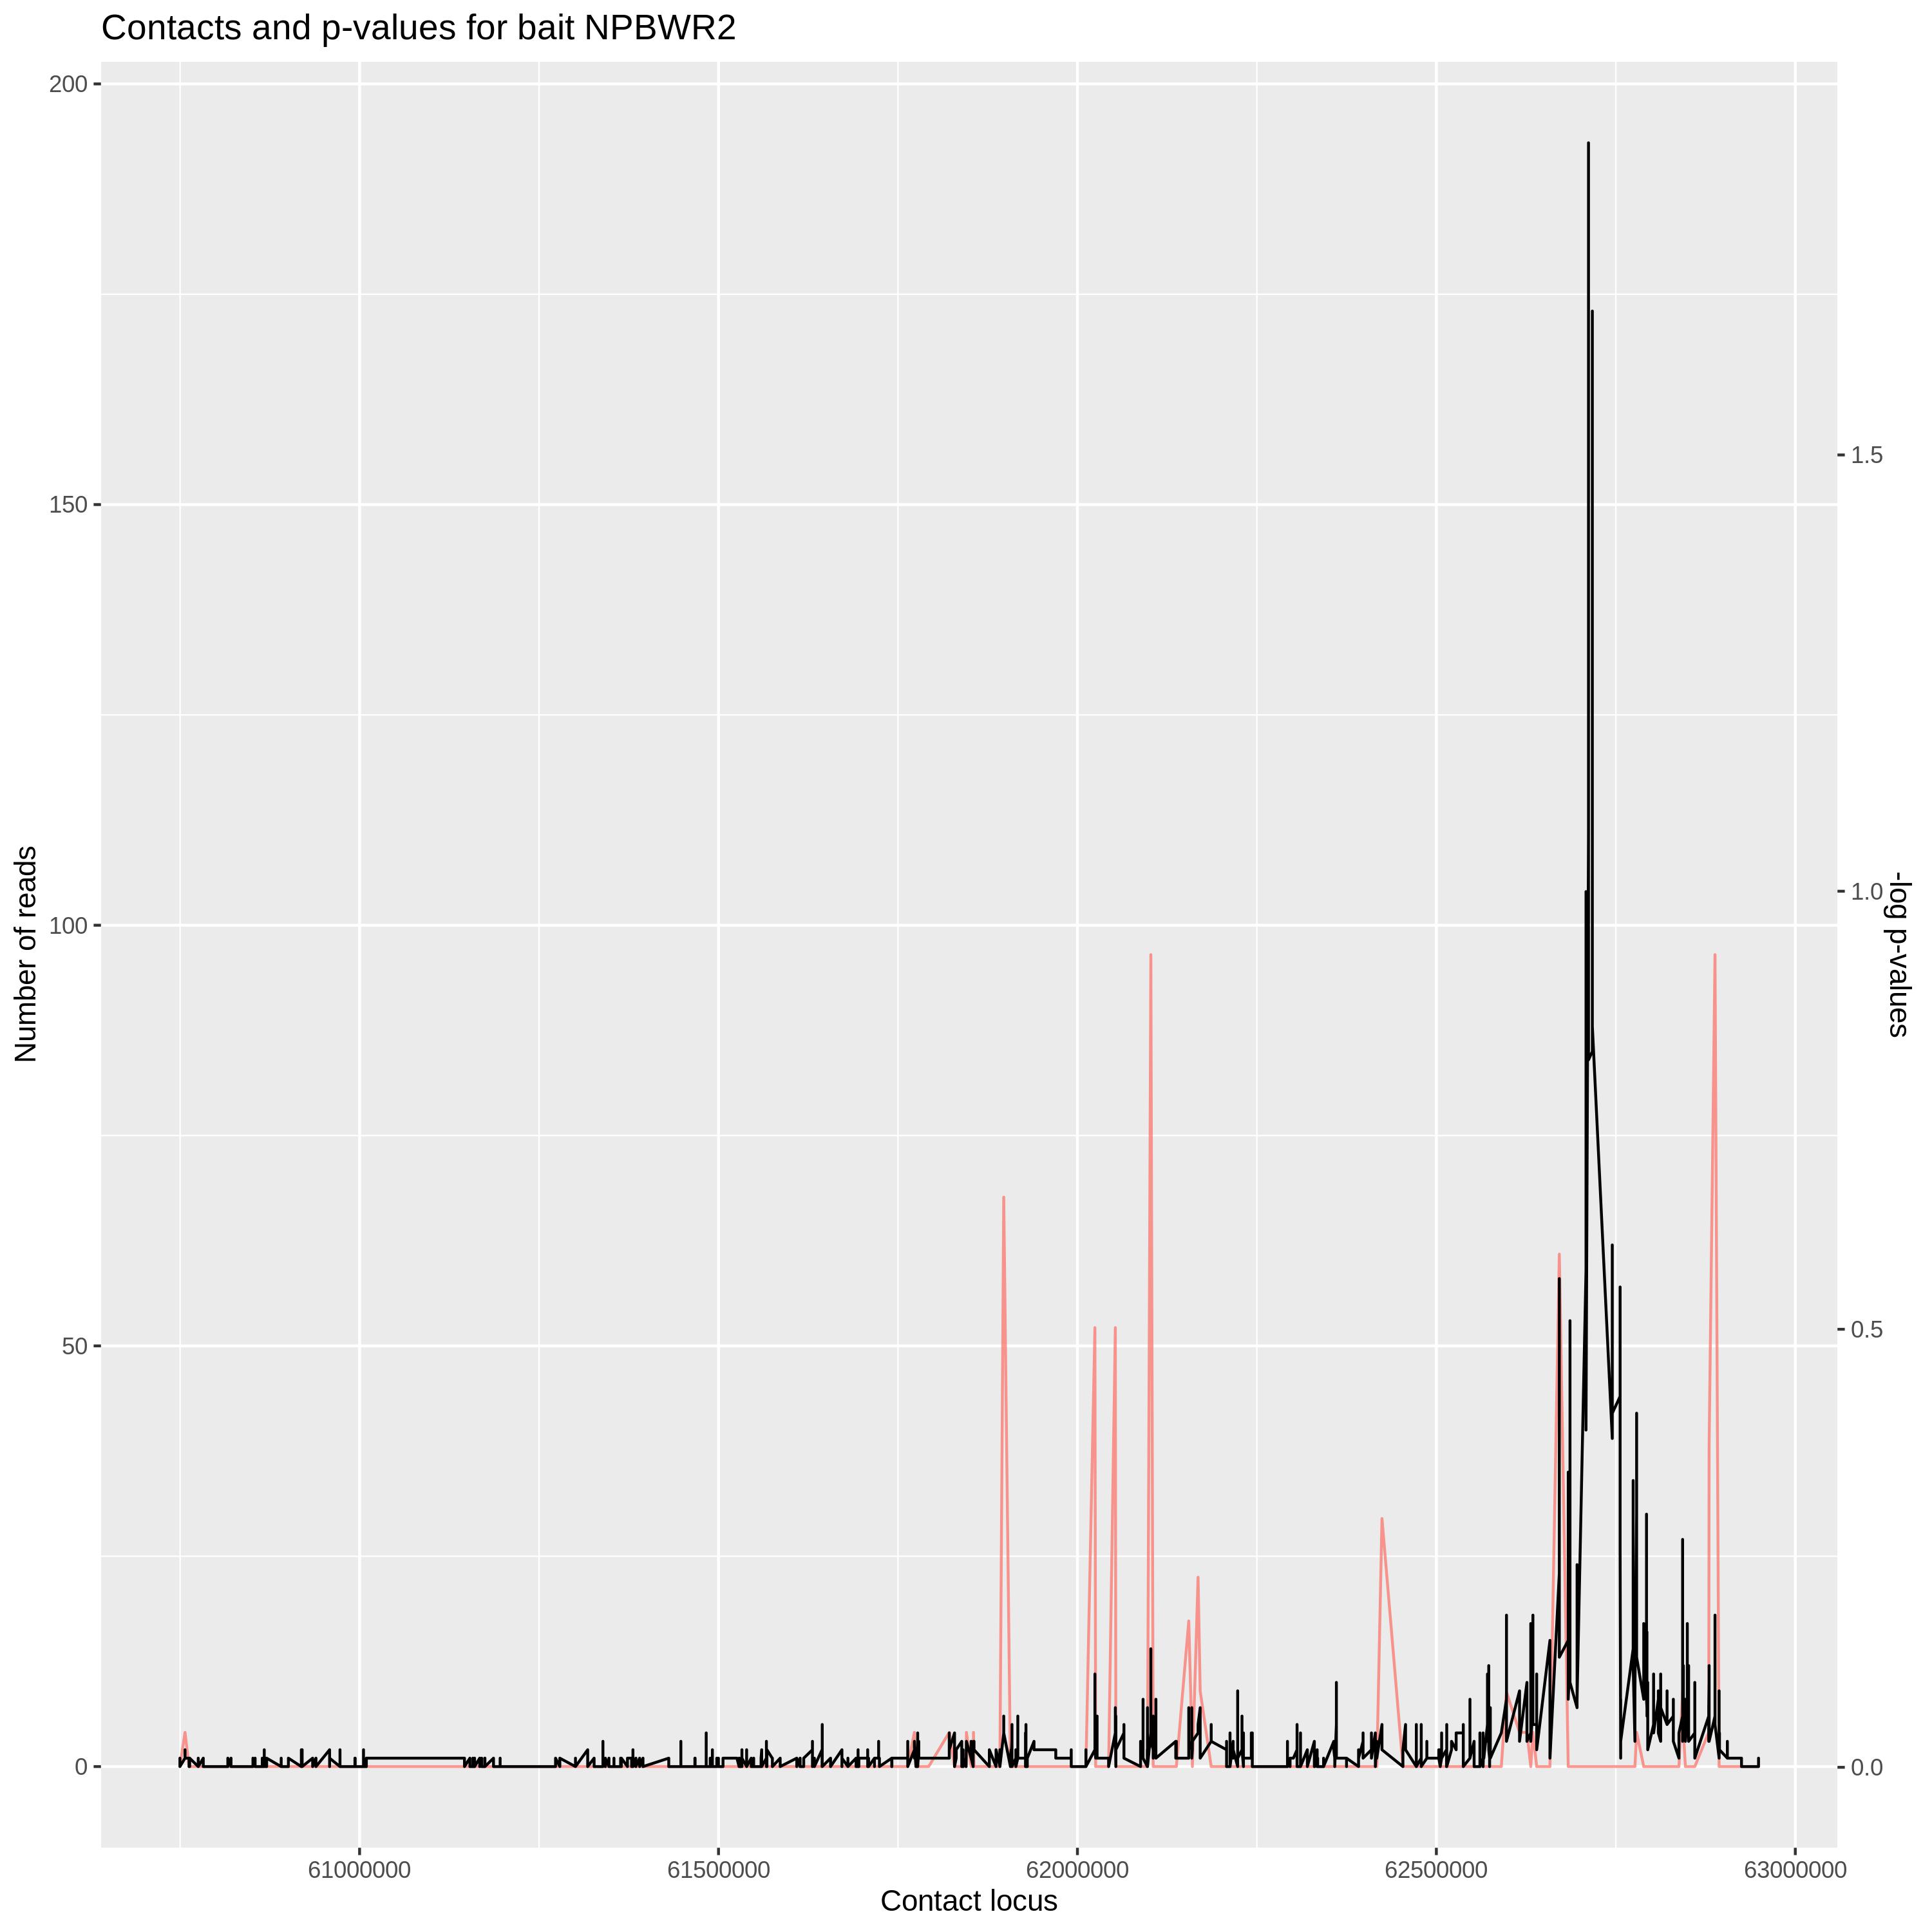 Contacts and p-values for bait NPBWR2
200
150
100
50
0
Number of reads
1.5
1.0
0.5
0.0
-log p-values
61000000 61500000 62000000 62500000 63000000
Contact locus